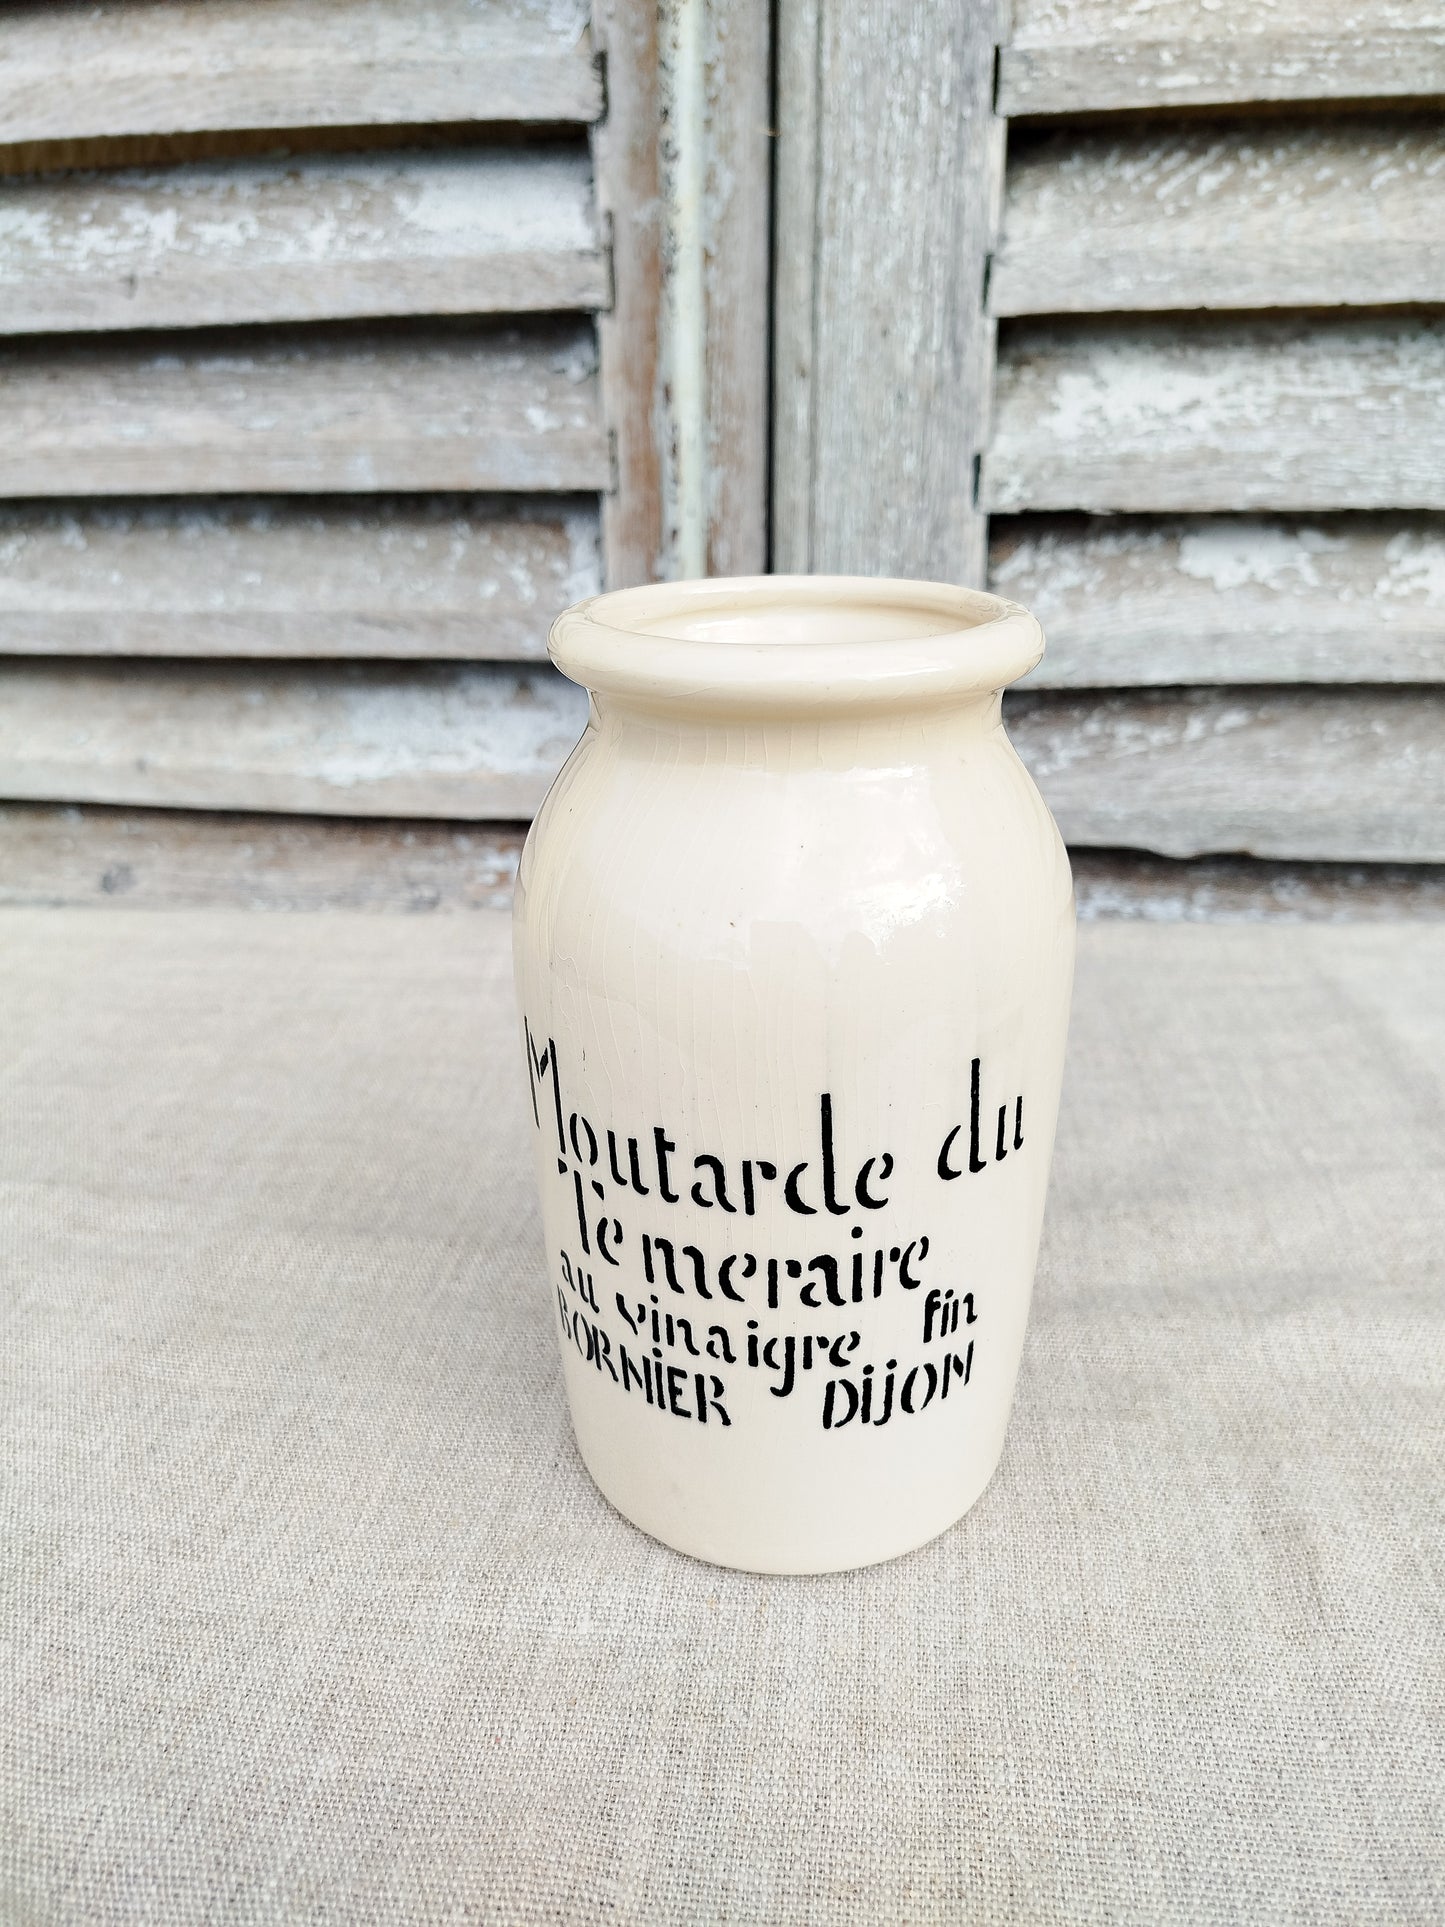 Moutarde du
Téméraire
au vinaigre fin
BORNiER DijON